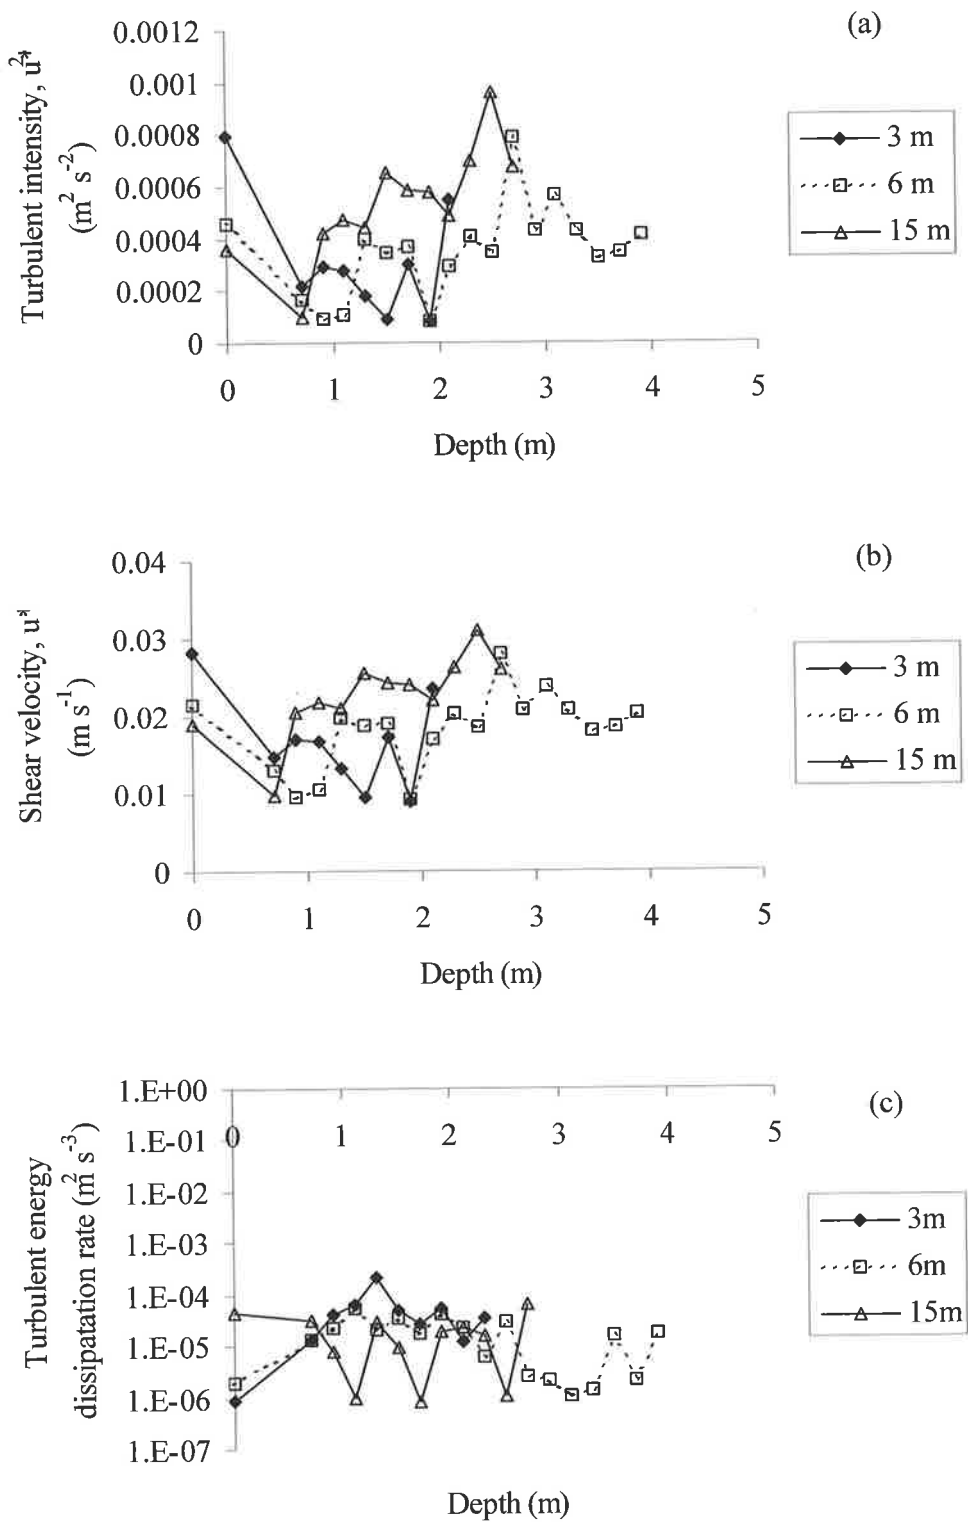 (a)
Turbulent intensity, u²*
(m² s⁻²)
0.0012
0.001
0.0008
0.0006
0.0004
0.0002
0
0 1 2 3 4 5
Depth (m)
3 m
6 m
15 m
(b)
Shear velocity, u*
(m s⁻¹)
0.04
0.03
0.02
0.01
0
0 1 2 3 4 5
Depth (m)
3 m
6 m
15 m
(c)
Turbulent energy
dissipatation rate (m² s⁻³)
1.E+00
1.E-01
1.E-02
1.E-03
1.E-04
1.E-05
1.E-06
1.E-07
0 1 2 3 4 5
Depth (m)
3m
6m
15m